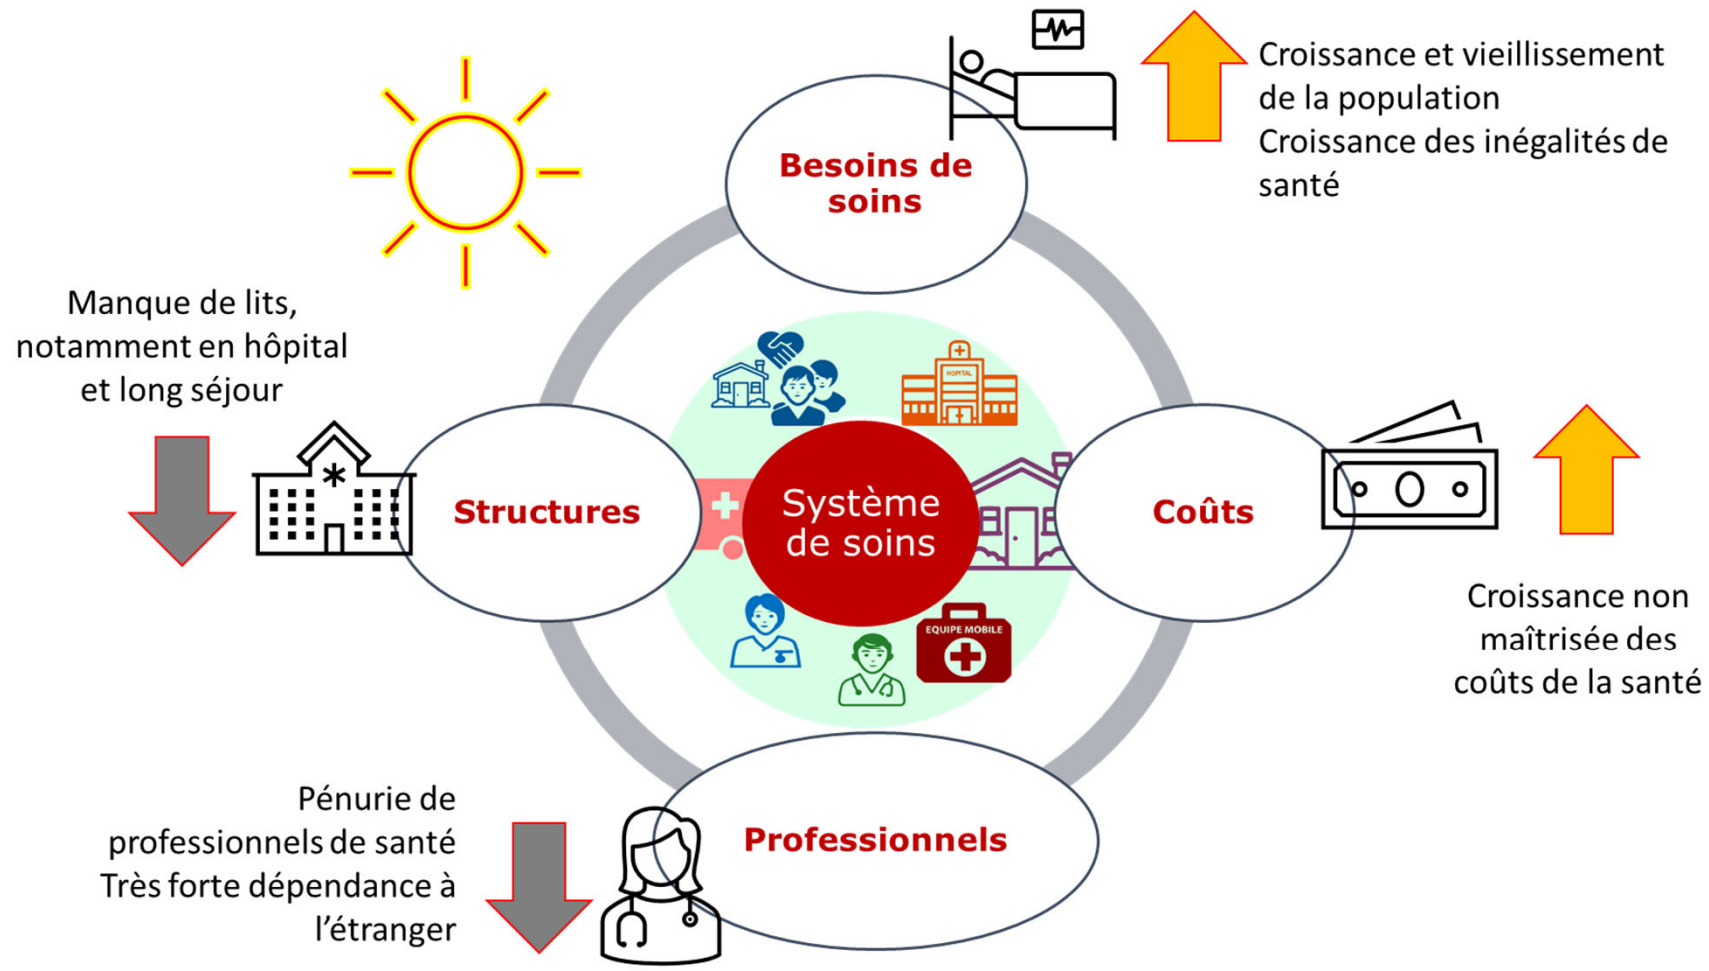 Croissance et vieillissement
de la population
Croissance des inégalités de
santé
Besoins de
soins
Manque de lits,
notamment en hôpital
et long séjour
HOPITAL
Structures
Système
de soins
Coûts
Croissance non
maîtrisée des
coûts de la santé
EQUIPE MOBILE
Pénurie de
professionnels de santé
Très forte dépendance à
l'étranger
Professionnels